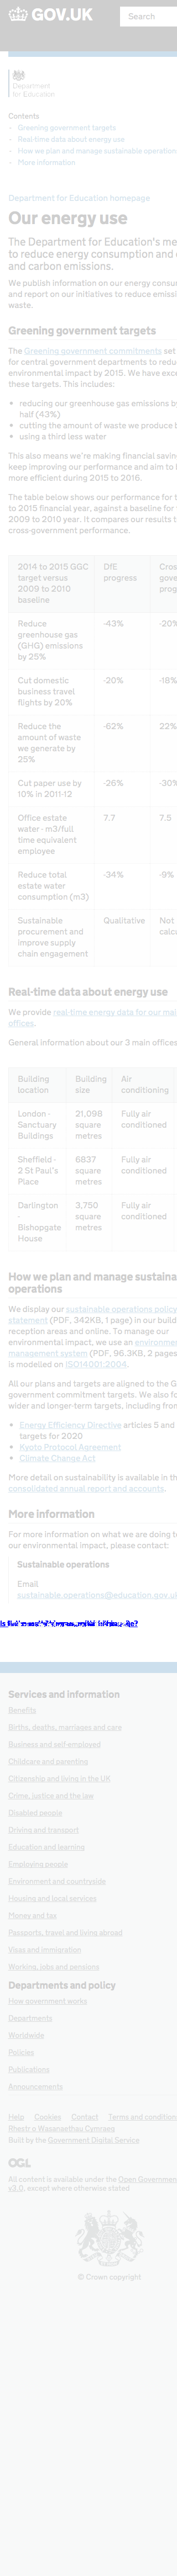 GOV.UK
Search
Department
for Education
Contents
Greening government targets
Real-time data about energy use
How we plan and manage sustainable operation
More information
Department for Education homepage
Our energy use
The Department of Education's me
to reduce energy consumption and c
and carbon emissions.
We publish information on our energy consu
and report on our initiatives to reduce emissi
waste.
Greening government targets
The Greening government commitments set
for central government departments to reduc
environmental impact by 2015. We have exce
these targets. This includes:
reducing our greenhouse gas emissions by
half (43%)
cutting the amount of waste we produce by
using a third less water
This also means we're making financial saving
keep improving our performance and aim to b
more efficient during 2015 to 2016.
The table below shows our performance for t
to 2015 financial year, against a baseline for
2009 to 2010 year. It compares our results to
cross-government performance.
2014 to 2015 GGC DfE Cros
target versus progress gove
2009 to 2010 prog
baseline
Reduce -43% -20%
greenhouse gas
(GHG) emissions
by 25%
Cut domestic -20% -18%
business travel
flights by 20%
Reduce the -62% 22%
amount of waste
we generate by
25%
Cut paper use by -26% -30%
10% in 2011-12
Office estate 7.7 7.5
water - m3/full
time equivalent
employee
Reduce total -34% -9%
estate water
consumption (m3)
Sustainable Qualitative Not
procurement and calcu
improve supply
chain engagement
Real-time data about energy use
We provide real-time energy data for our mai
offices.
General information about our 3 main offices
Building Building Air
location size conditioning
London - 21,098 Fully air
Sanctuary square conditioned
Buildings metres
Sheffield - 6837 Fully air
2 St Paul's square conditioned
Place metres
Darlington 3,750 Fully air
- square conditioned
Bishopgate metres
House
How we plan and manage sustaina
operations
We display our sustainable operations policy
statement (PDF, 342KB, 1 page) in our buildin
reception areas and online. To manage our
environmental impact, we use an environmen
management system (PDF, 96.3KB, 2 pages
is modelled on ISO14001:2004.
All our plans and targets are aligned to the G
government commitment targets. We also fo
wider and longer-term targets from internatio
Energy Efficiency Directive articles 5 and
targets for 2020
Kyoto Protocol Agreement
Climate Change Act
More detail on sustainability is available in th
consolidated annual report and accounts.
More information
For more information on what we are doing to
our environmental impact, please contact:
Sustainable operations
Email
sustainable.operations@education.gov.uk
Services and information
Benefits
Births, deaths, marriages and care
Business and self-employed
Childcare and parenting
Citizenship and living in the UK
Crime, justice and the law
Disabled people
Driving and transport
Education and learning
Employing people
Environment and countryside
Housing and local services
Money and tax
Passports, travel and living abroad
Visas and immigration
Working, jobs and pensions
Departments and policy
How government works
Departments
Worldwide
Policies
Publications
Announcements
Help Cookies Contact Terms and condition
Rhestr o Wasanaethau Cymraeg
Built by the Government Digital Service
OGL
All content is available under the Open Governmen
v3.0, except where otherwise stated
© Crown copyright